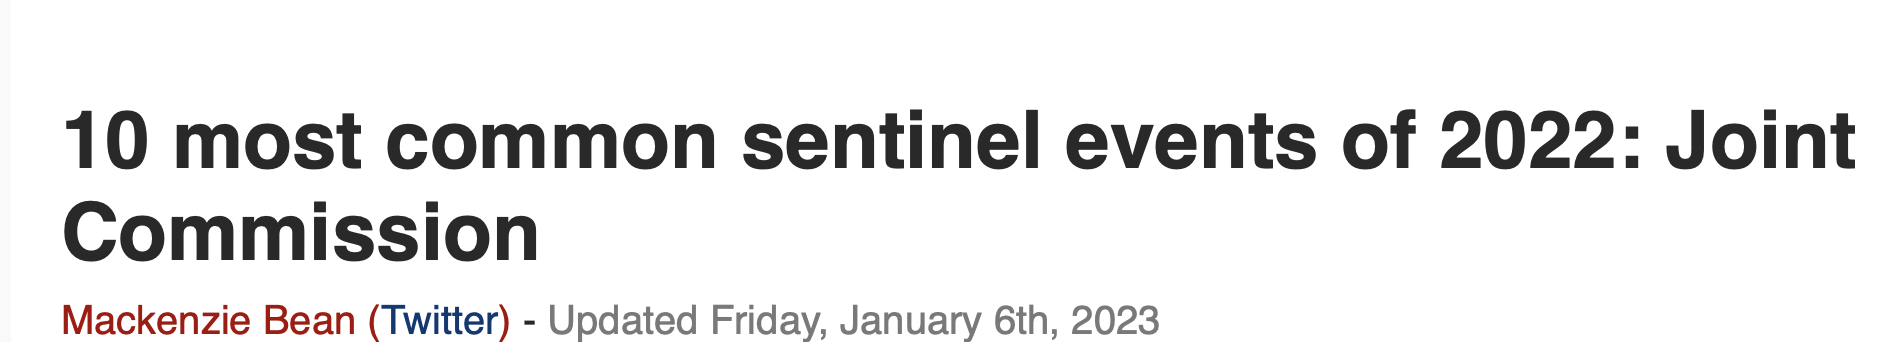 10 most common sentinel events of 2022: Joint
Commission
Mackenzie Bean (Twitter) - Updated Friday, January 6th, 2023